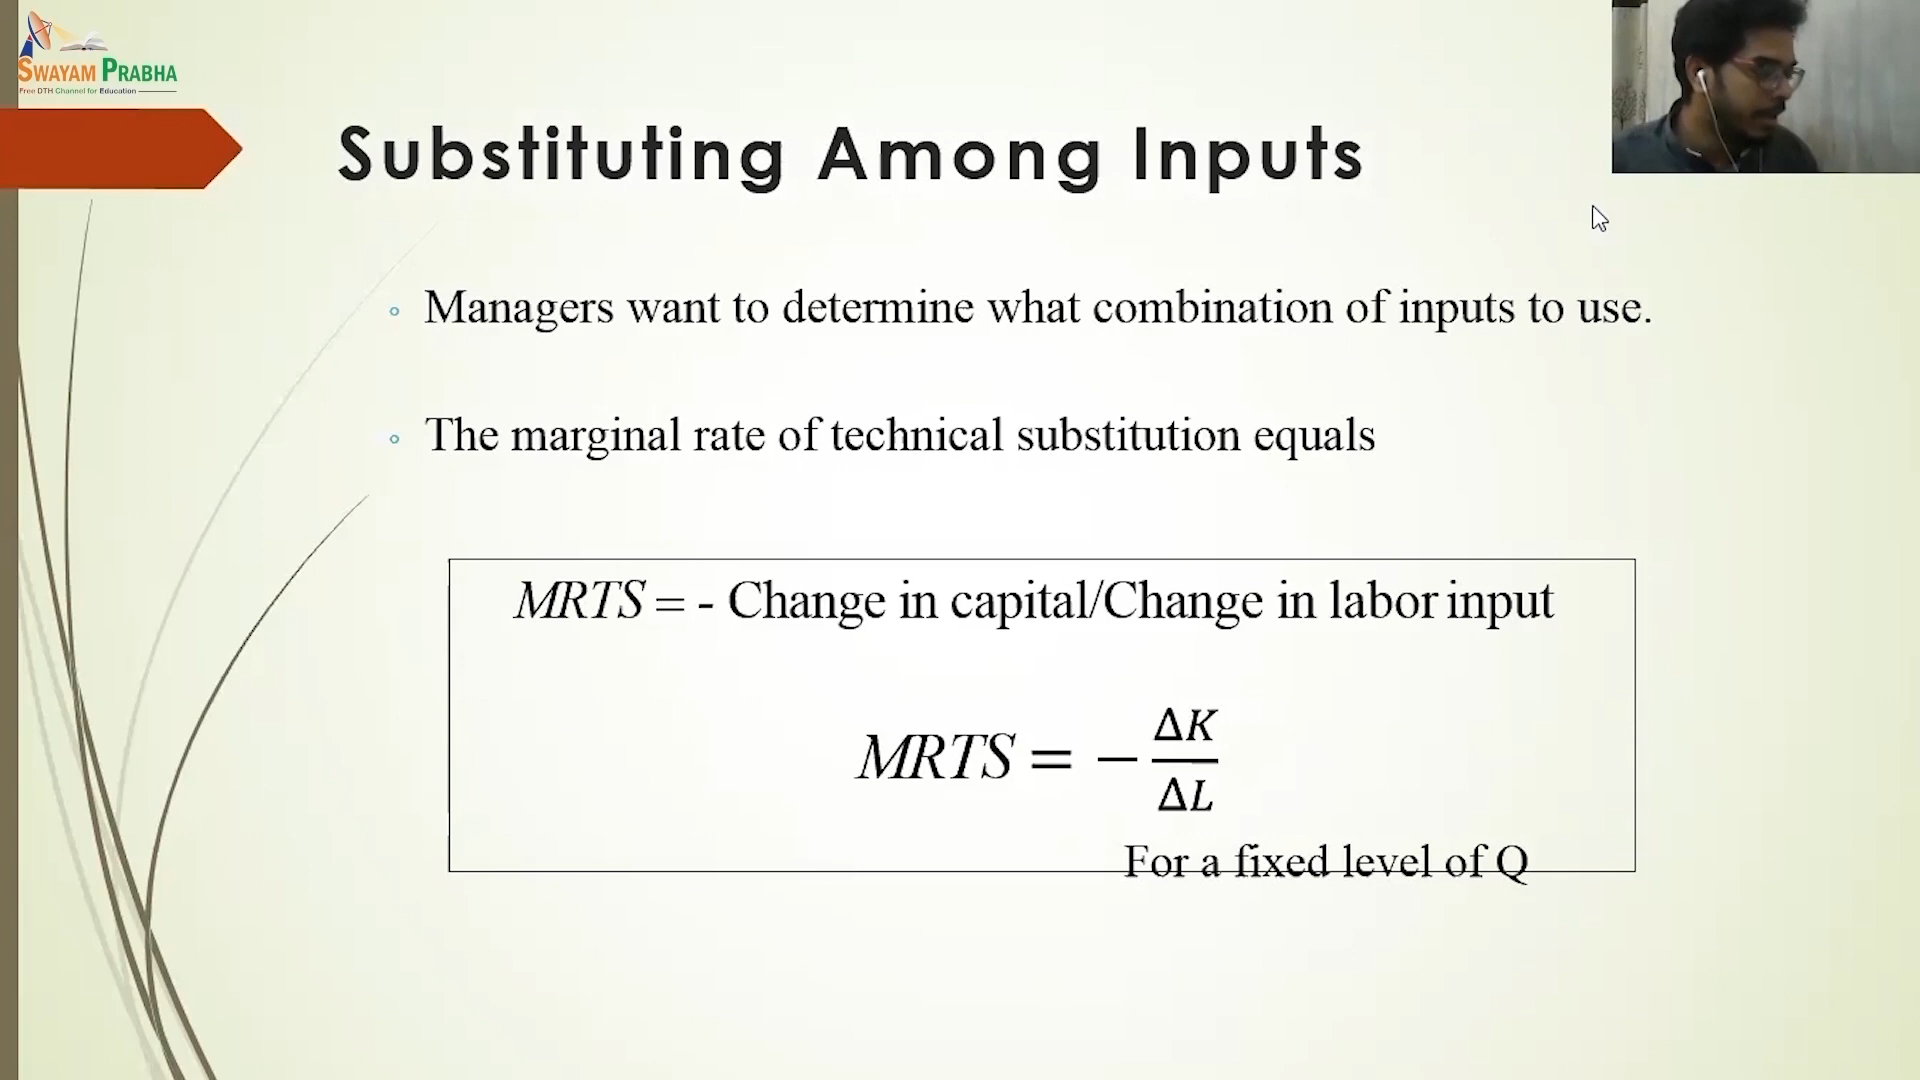 SWAYAM PRABHA
Free DTH Channel for Education
Substituting Among Inputs
Managers want to determine what combination of inputs to use.
The marginal rate of technical substitution equals
MRTS = - Change in capital/Change in labor input
MRTS = − ΔK/ΔL
For a fixed level of Q